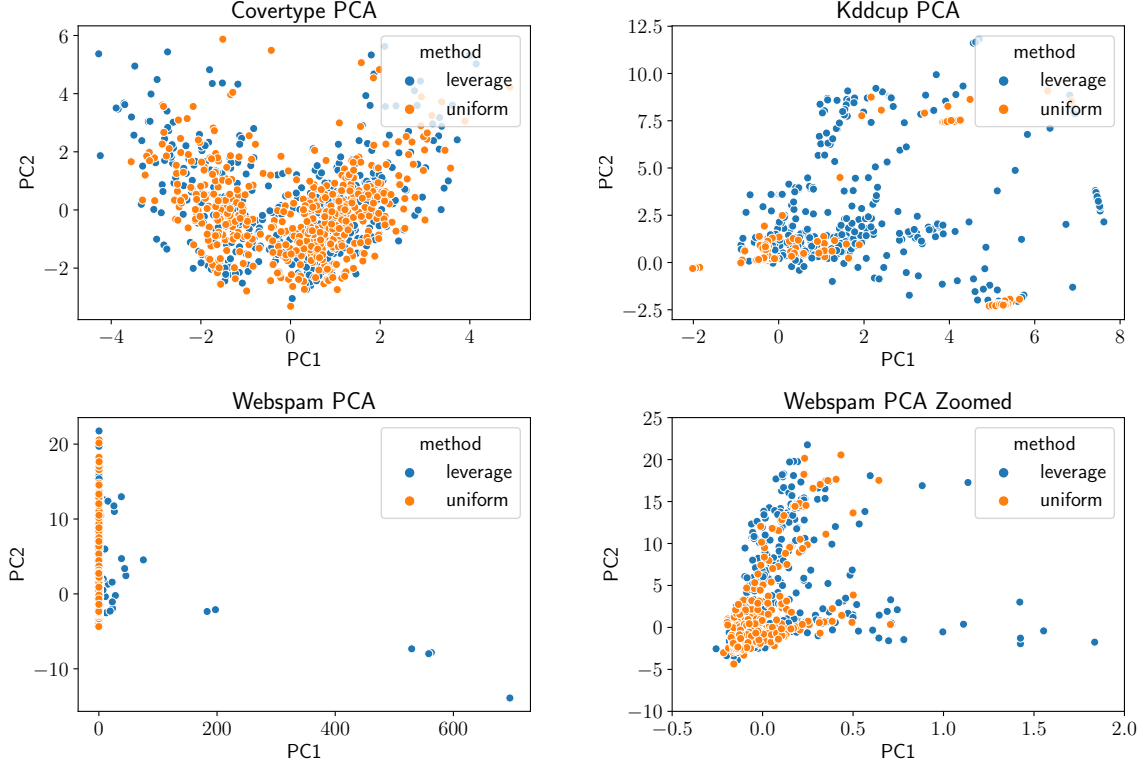 Covertype PCA
6
4
2
0
−2
PC2
−4
−2
0
2
4
PC1
method
leverage
uniform
Kddcup PCA
12.5
10.0
7.5
5.0
2.5
0.0
−2.5
PC2
−2
0
2
4
6
8
PC1
method
leverage
uniform
Webspam PCA
20
10
0
−10
PC2
0
200
400
600
PC1
method
leverage
uniform
Webspam PCA Zoomed
25
20
15
10
5
0
−5
−10
PC2
−0.5
0.0
0.5
1.0
1.5
2.0
PC1
method
leverage
uniform